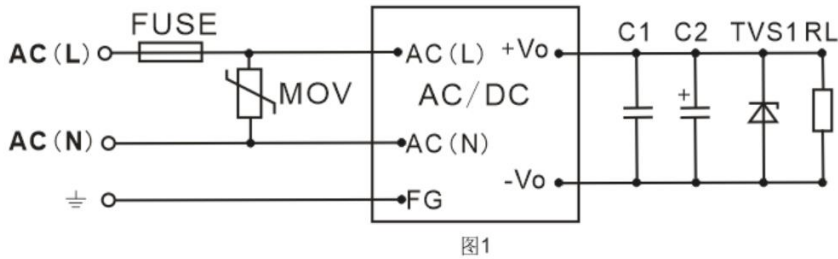 FUSE
C1 C2 TVS1 RL
AC(L) AC(L) +Vo
MOV AC/DC
+
AC(N) AC(N)
-Vo
FG
图1